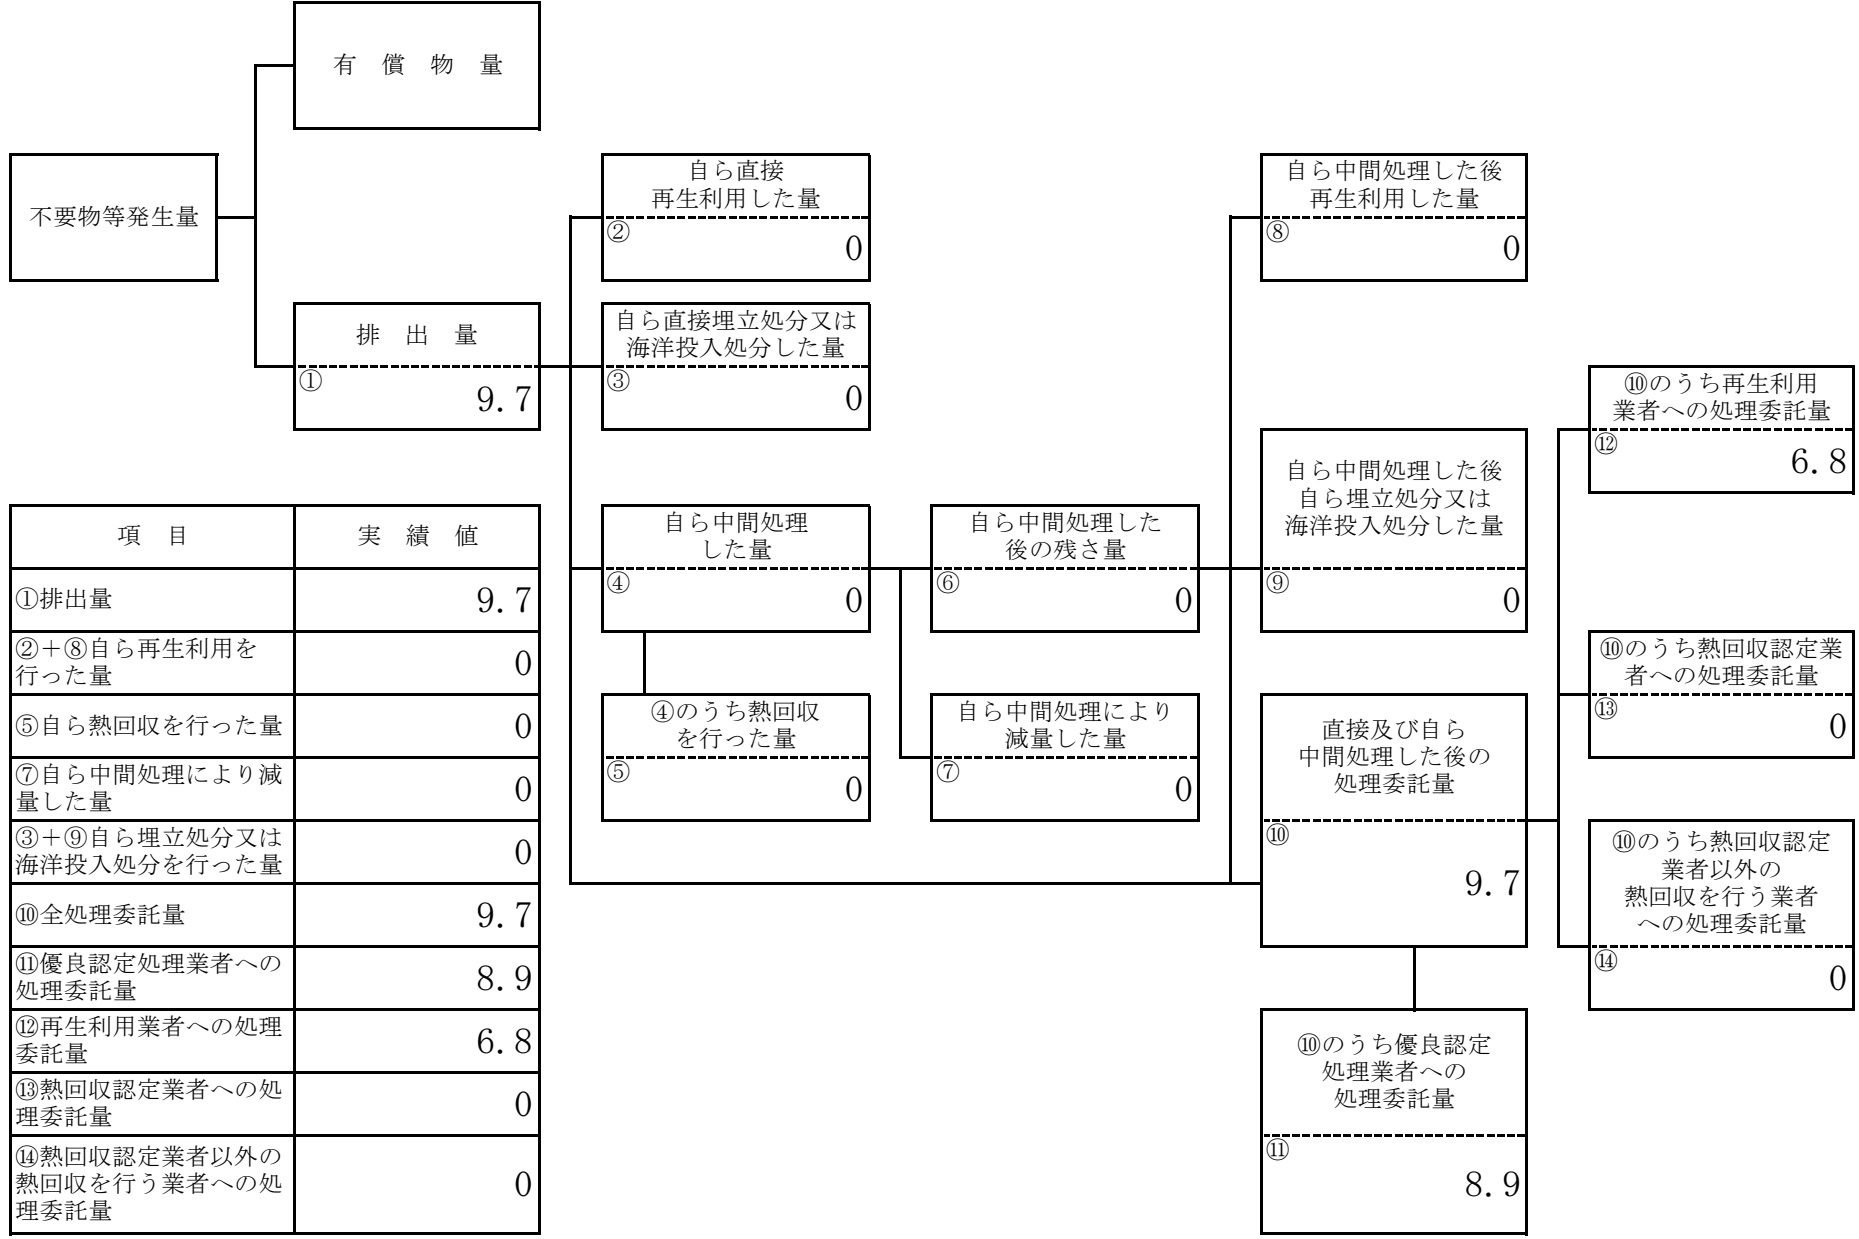 有　償　物　量
不要物等発生量
排　出　量
①
9.7
自ら直接
再生利用した量
②
0
自ら直接埋立処分又は
海洋投入処分した量
③
0
自ら中間処理
した量
④
0
④のうち熱回収
を行った量
⑤
0
自ら中間処理した
後の残さ量
⑥
0
自ら中間処理により
減量した量
⑦
0
自ら中間処理した後
再生利用した量
⑧
0
自ら中間処理した後
自ら埋立処分又は
海洋投入処分した量
⑨
0
直接及び自ら
中間処理した後の
処理委託量
⑩
9.7
⑩のうち優良認定
処理業者への
処理委託量
⑪
8.9
⑩のうち再生利用
業者への処理委託量
⑫
6.8
⑩のうち熱回収認定業
者への処理委託量
⑬
0
⑩のうち熱回収認定
業者以外の
熱回収を行う業者
への処理委託量
⑭
0
項　目　実　績　値
①排出量　9.7
②＋⑧自ら再生利用を
行った量　0
⑤自ら熱回収を行った量　0
⑦自ら中間処理により減
量した量　0
③＋⑨自ら埋立処分又は
海洋投入処分を行った量　0
⑩全処理委託量　9.7
⑪優良認定処理業者への
処理委託量　8.9
⑫再生利用業者への処理
委託量　6.8
⑬熱回収認定業者への処
理委託量　0
⑭熱回収認定業者以外の
熱回収を行う業者への処
理委託量　0